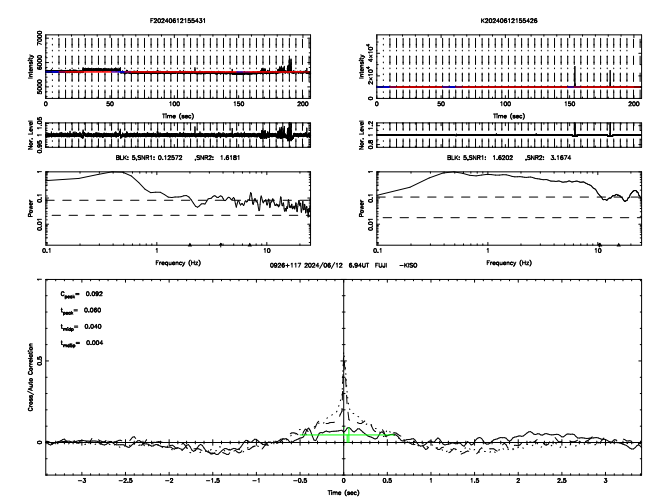 F20240612155431
K20240612155426
Intensity
7000
6000
5000
0 50 100 150 200
Time (sec)
Intensity
4×10⁴
2×10⁴
0
0 50 100 150 200
Time (sec)
Nor. Level
1.05
1
0.95
Nor. Level
1.2
1
0.8
BLK: 5,SNR1: 0.12572 ,SNR2: 1.6181
BLK: 5,SNR1: 1.6202 ,SNR2: 3.1674
Power
1
0.1
0.01
0.1 1 10
Frequency (Hz)
Power
1
0.1
0.01
0.1 1 10
Frequency (Hz)
0926+117 2024/06/12 6.94UT FUJI -KISO
Cross/Auto Correlation
1
0.5
0
C peak= 0.092
t peak= 0.060
t midp= 0.040
−3 −2.5 −2 −1.5 −1 −0.5 0 0.5 1 1.5 2 2.5 3
Time (sec)